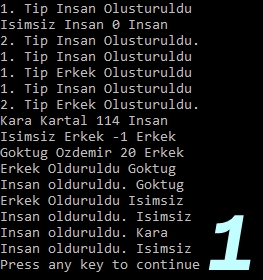 1. Tip Insan Olusturuldu
Isimsiz Insan 0 Insan
2. Tip Insan Olusturuldu.
1. Tip Insan Olusturuldu
1. Tip Erkek Olusturuldu
1. Tip Insan Olusturuldu
2. Tip Erkek Olusturuldu.
Kara Kartal 114 Insan
Isimsiz Erkek -1 Erkek
Goktug Ozdemir 20 Erkek
Erkek Olduruldu Goktug
Insan olduruldu. Goktug
Erkek Olduruldu Isimsiz
Insan olduruldu. Isimsiz
Insan olduruldu. Kara
Insan olduruldu. Isimsiz
Press any key to continue
1